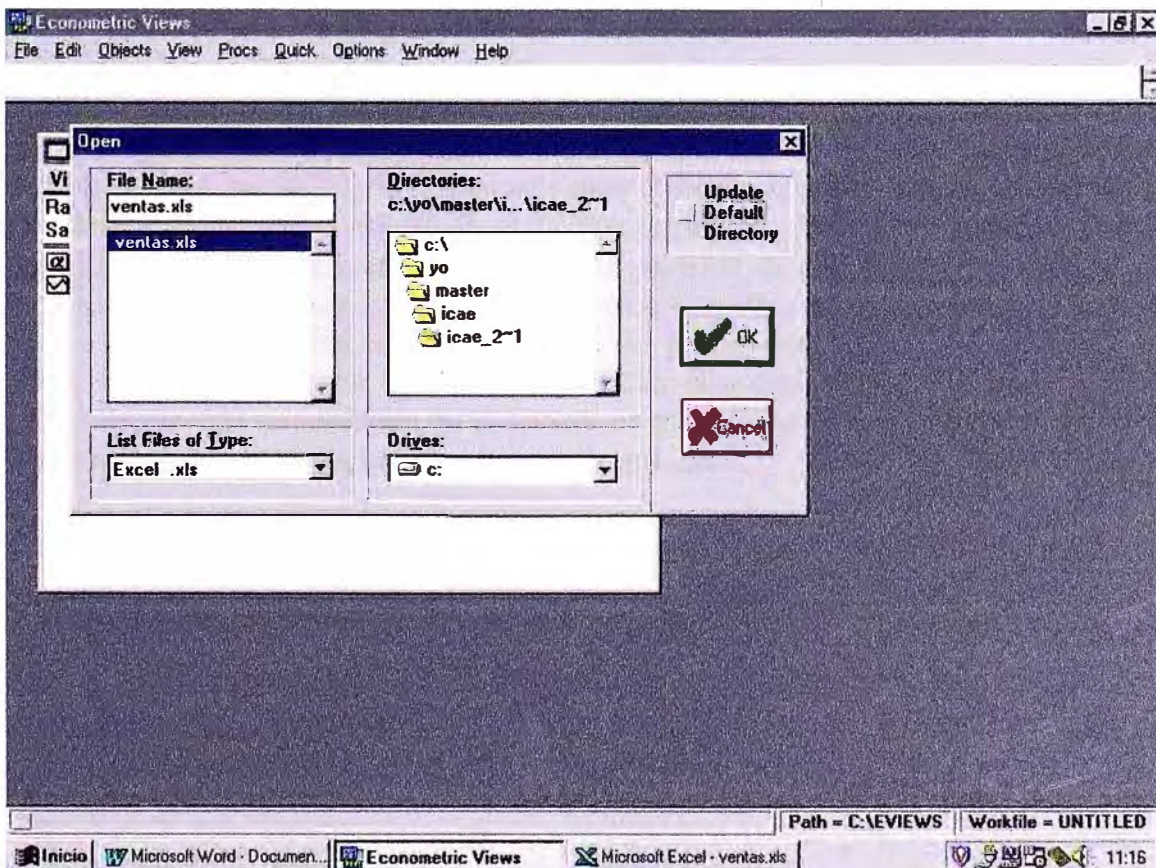 Econometric Views
File Edit Objects View Procs Quick Options Window Help
Open
Vi
Ra
Sa
File Name:
ventas.xls
ventas.xls
List Files of Type:
Excel .xls
Directories:
c:\yo\master\i...\icae_2~1
c:\
yo
master
icae
icae_2~1
Drives:
c:
Update
Default
Directory
OK
Cancel
Path = C:\EVIEWS Workfile = UNTITLED
Inicio Microsoft Word - Documen... Econometric Views Microsoft Excel - ventas.xls 11:16